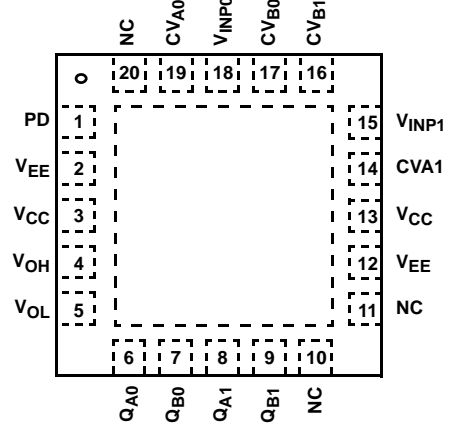 NC CVA0 VINP0 CVB0 CVB1
20 19 18 17 16
PD 1 15 VINP1
VEE 2 14 CVA1
VCC 3 13 VCC
VOH 4 12 VEE
VOL 5 11 NC
6 7 8 9 10
QA0 QB0 QA1 QB1 NC